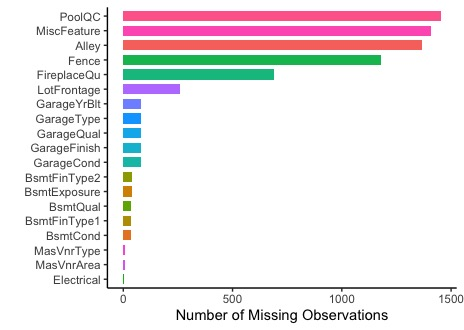 PoolQC
MiscFeature
Alley
Fence
FireplaceQu
LotFrontage
GarageYrBlt
GarageType
GarageQual
GarageFinish
GarageCond
BsmtFinType2
BsmtExposure
BsmtQual
BsmtFinType1
BsmtCond
MasVnrType
MasVnrArea
Electrical
0 500 1000 1500
Number of Missing Observations